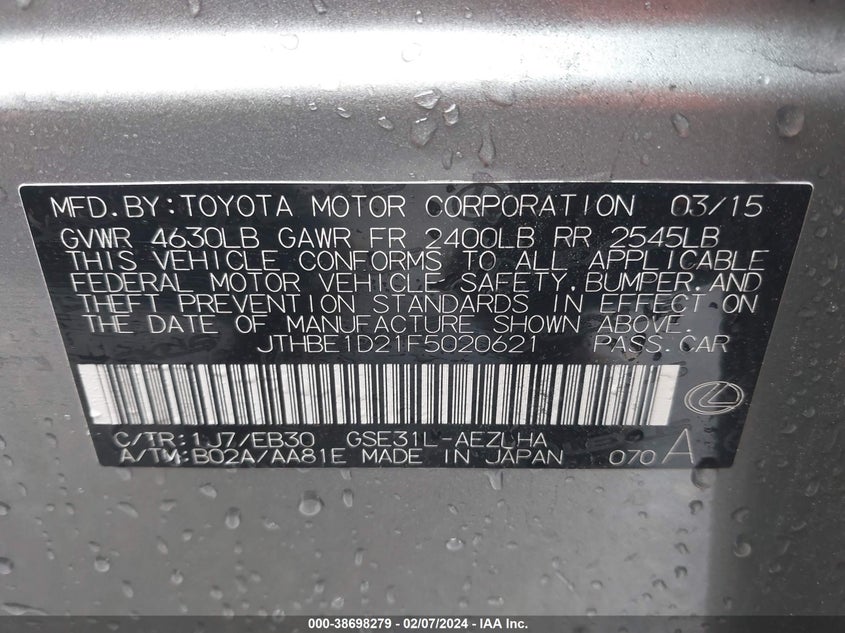 MFD.BY:TOYOTA MOTOR CORPORATION 03/15
GVWR 4630LB GAWR FR 2400LB RR 2545LB
THIS VEHICLE CONFORMS TO ALL APPLICABLE
FEDERAL MOTOR VEHICLE SAFETY,BUMPER,AND
THEFT PREVENTION STANDARDS IN EFFECT ON
THE DATE OF MANUFACTURE SHOWN ABOVE.
JTHBE1D21F5020621 PASS.CAR
C/TR:1J7/EB30 GSE31L-AEZLHA
A/TM:B02A/AA81E MADE IN JAPAN 070 A
000-38698279 - 02/07/2024 - IAA Inc.